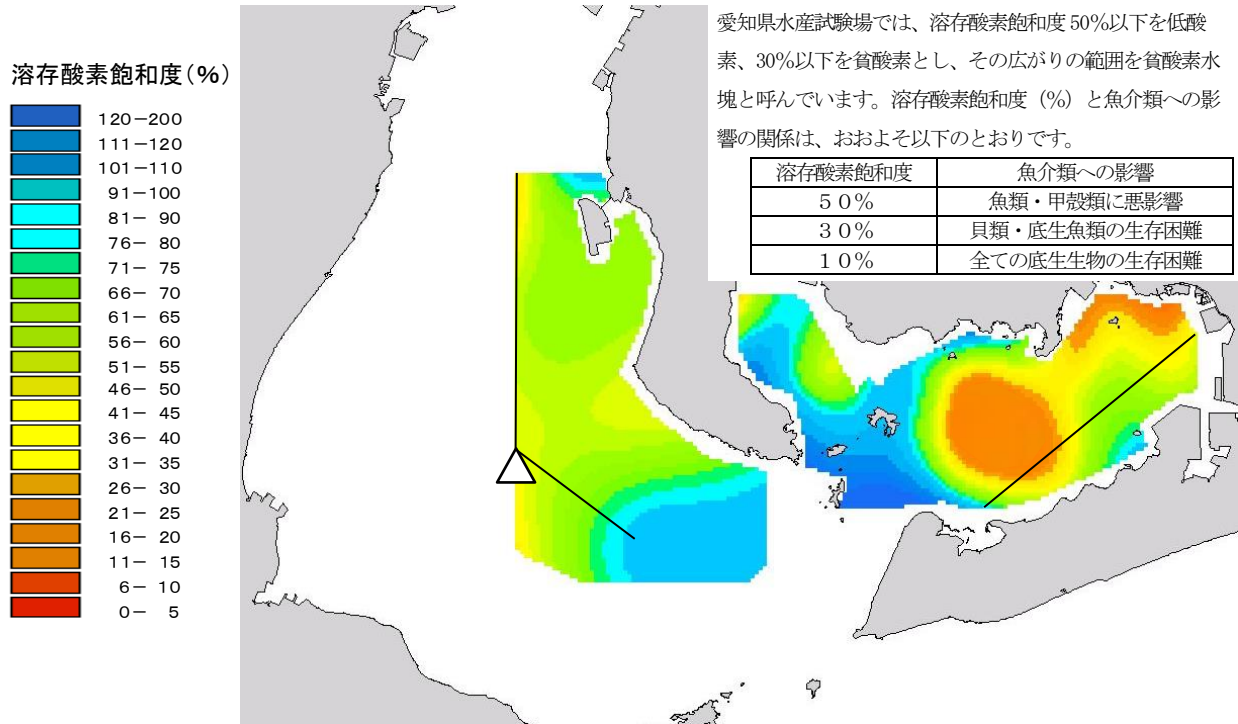 愛知県水産試験場では、溶存酸素飽和度 50%以下を低酸
素、30%以下を貧酸素とし、その広がりの範囲を貧酸素水
塊と呼んでいます。溶存酸素飽和度（%）と魚介類への影
響の関係は、おおよそ以下のとおりです。
溶存酸素飽和度 魚介類への影響
５０% 魚類・甲殻類に悪影響
３０% 貝類・底生魚類の生存困難
１０% 全ての底生生物の生存困難
溶存酸素飽和度(%)
120－200
111－120
101－110
91－100
81－ 90
76－ 80
71－ 75
66－ 70
61－ 65
56－ 60
51－ 55
46－ 50
41－ 45
36－ 40
31－ 35
26－ 30
21－ 25
16－ 20
11－ 15
6－ 10
0－ 5